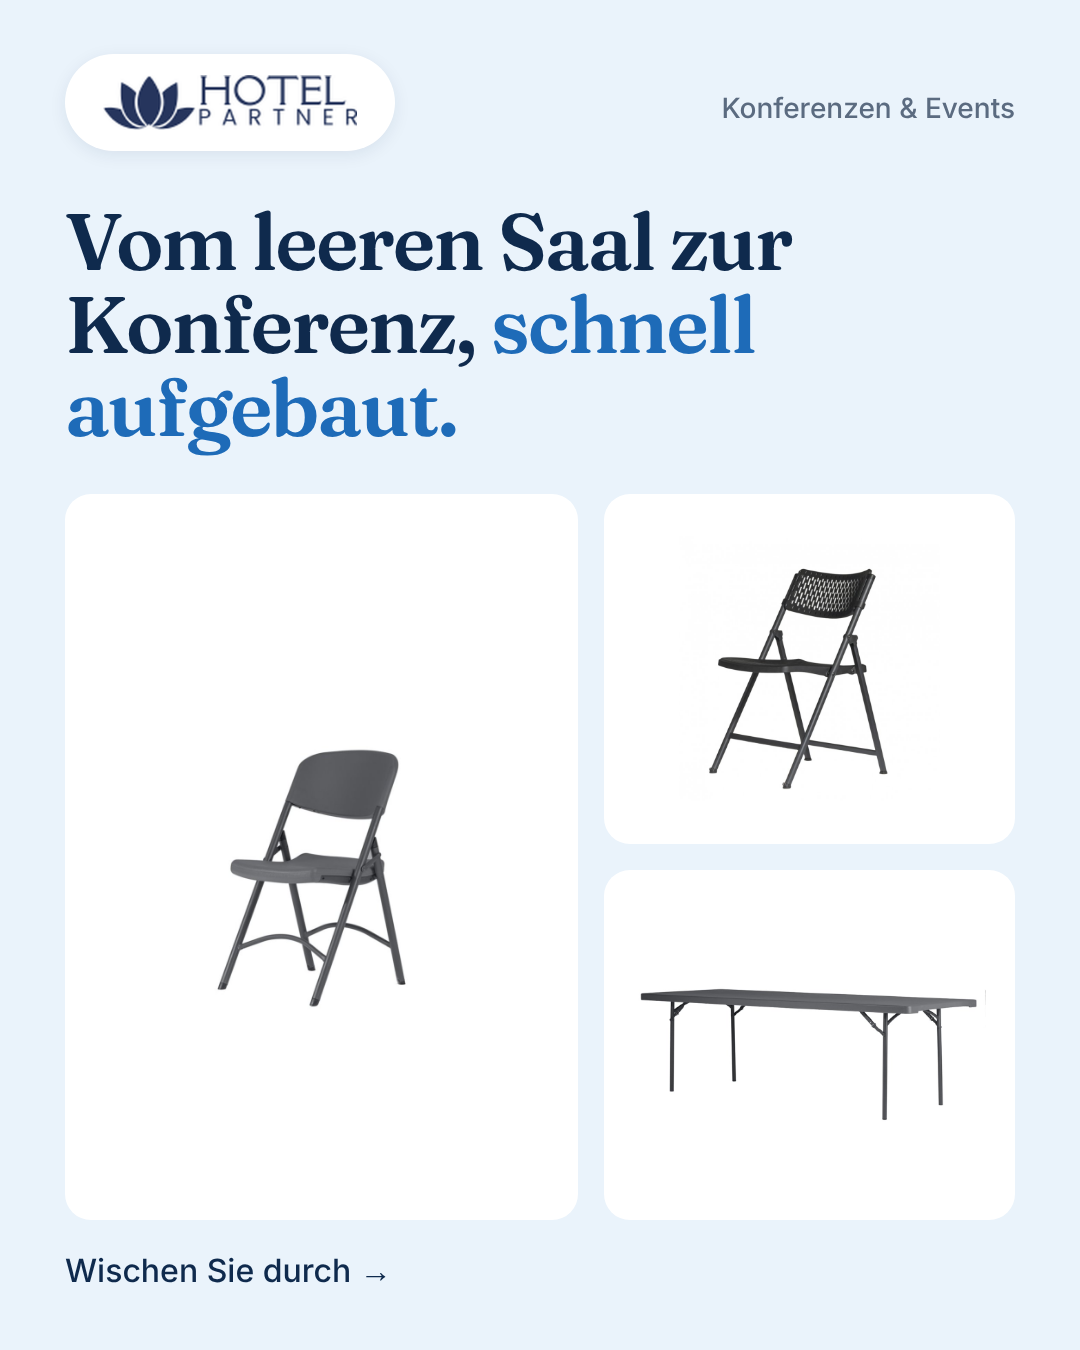 HOTEL
PARTNER
Konferenzen & Events
Vom leeren Saal zur
Konferenz, schnell
aufgebaut.
Wischen Sie durch →